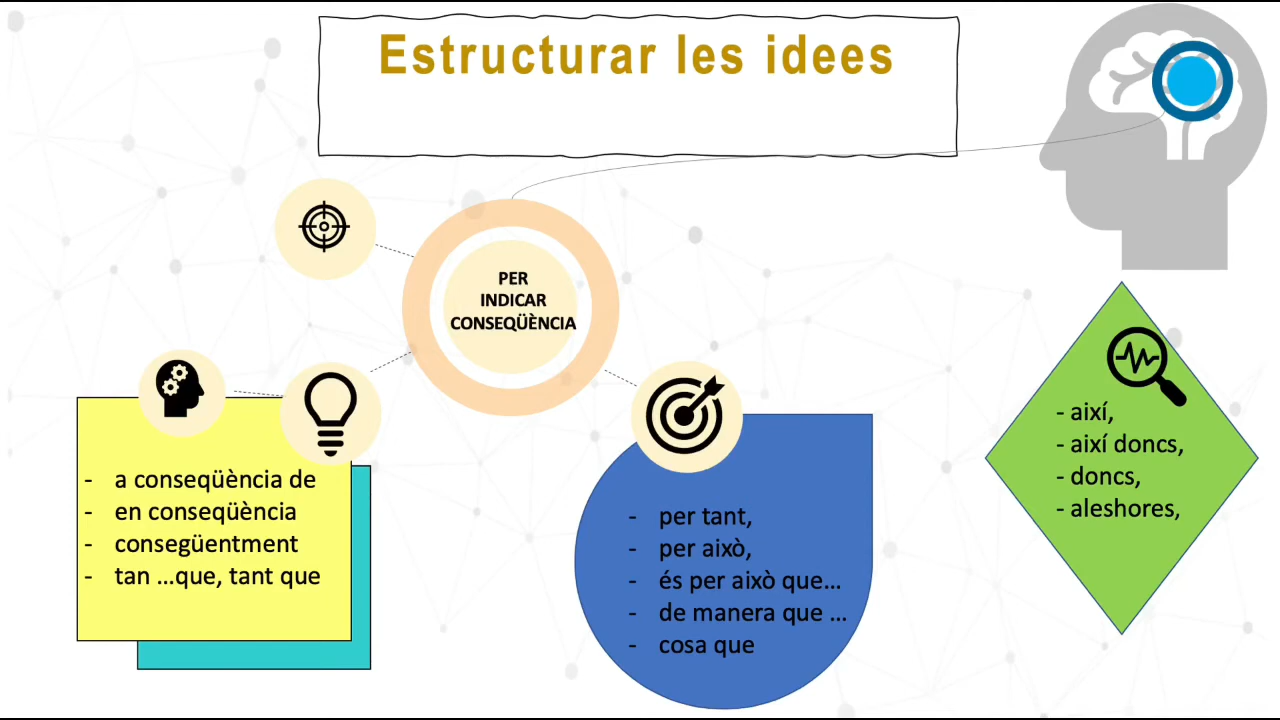 Estructurar les idees
PER
INDICAR
CONSEQÜÈNCIA
- a conseqüència de
- en conseqüència
- consegüentment
- tan ...que, tant que
- per tant,
- per això,
- és per això que...
- de manera que ...
- cosa que
- així,
- així doncs,
- doncs,
- aleshores,